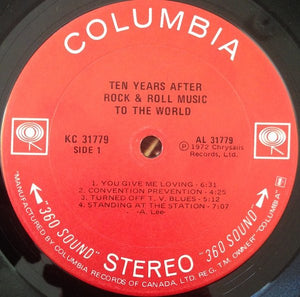 COLUMBIA
TEN YEARS AFTER
ROCK & ROLL MUSIC
TO THE WORLD
KC 31779
SIDE 1
AL 31779
Ⓟ 1972 Chrysalis
Records, Ltd.
1. YOU GIVE ME LOVING - 6:31
2. CONVENTION PREVENTION - 4:25
3. TURNED OFF T.V. BLUES - 5:12
4. STANDING AT THE STATION - 7:07
- A. Lee -
"360 SOUND" STEREO "360 SOUND"
MANUFACTURED BY COLUMBIA RECORDS OF CANADA, LTD. REG. T.M. OWNER "COLUMBIA"